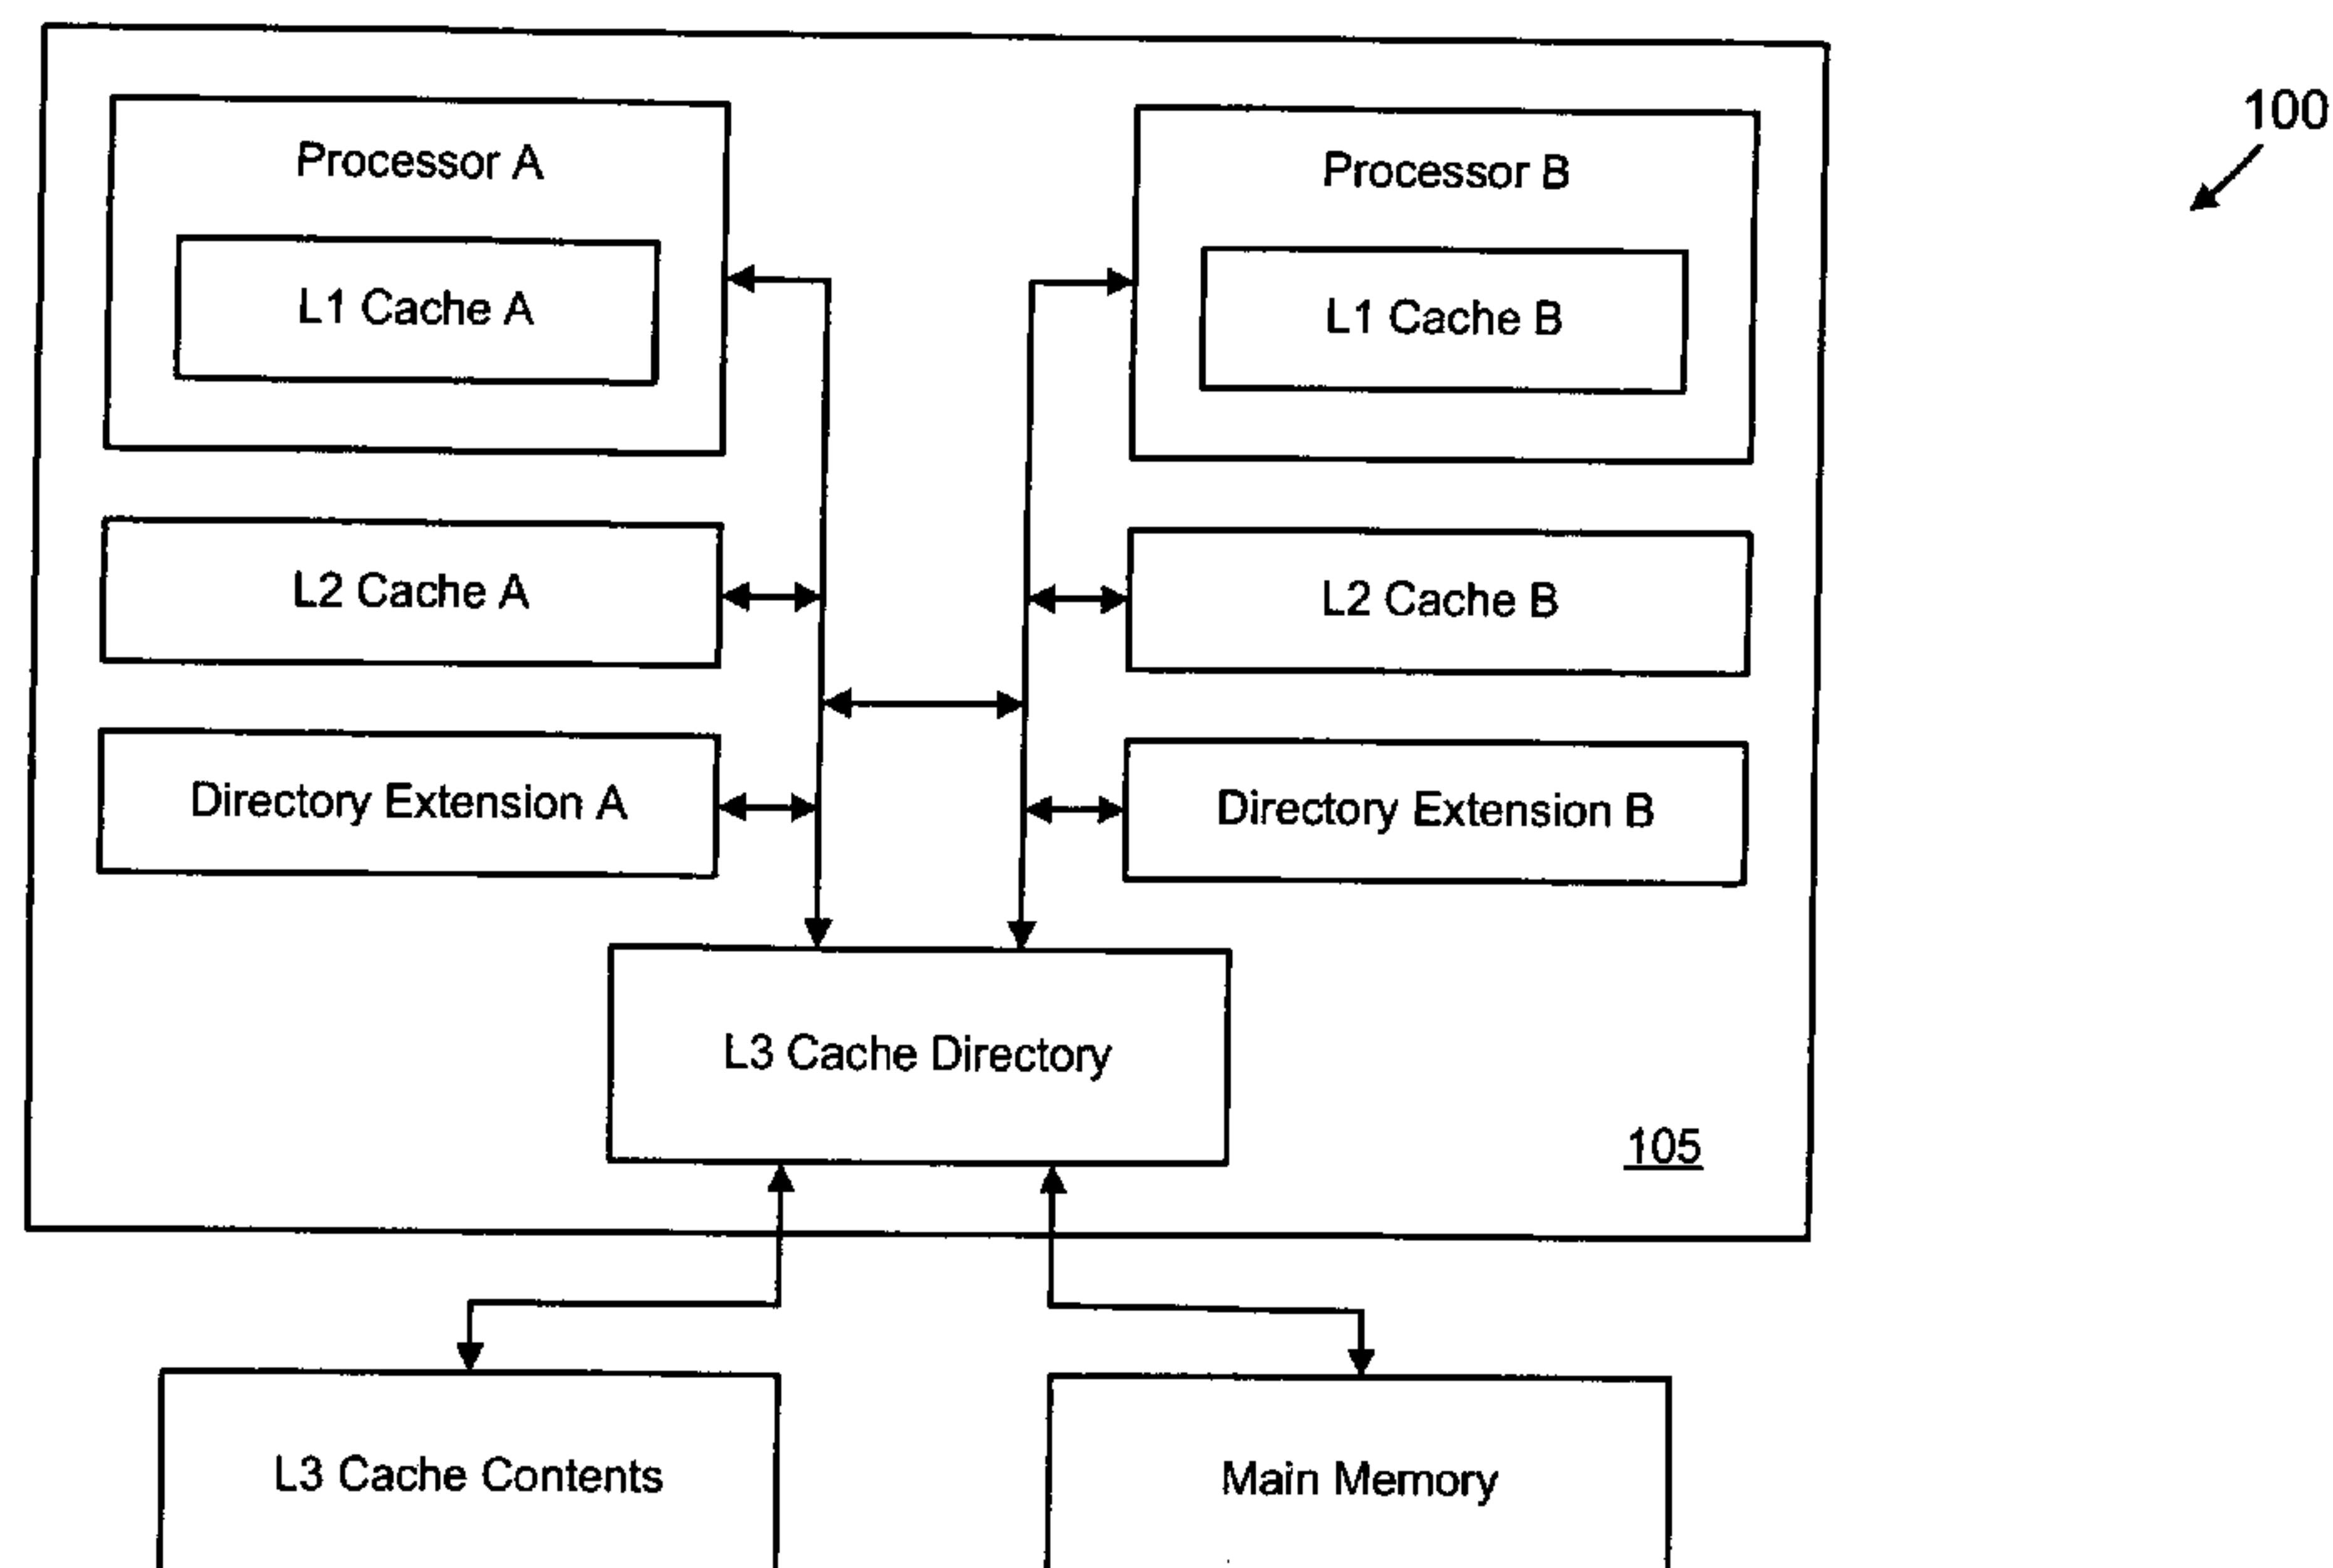 100
Processor A
Processor B
L1 Cache A
L1 Cache B
L2 Cache A
L2 Cache B
Directory Extension A
Directory Extension B
L3 Cache Directory
105
L3 Cache Contents
Main Memory